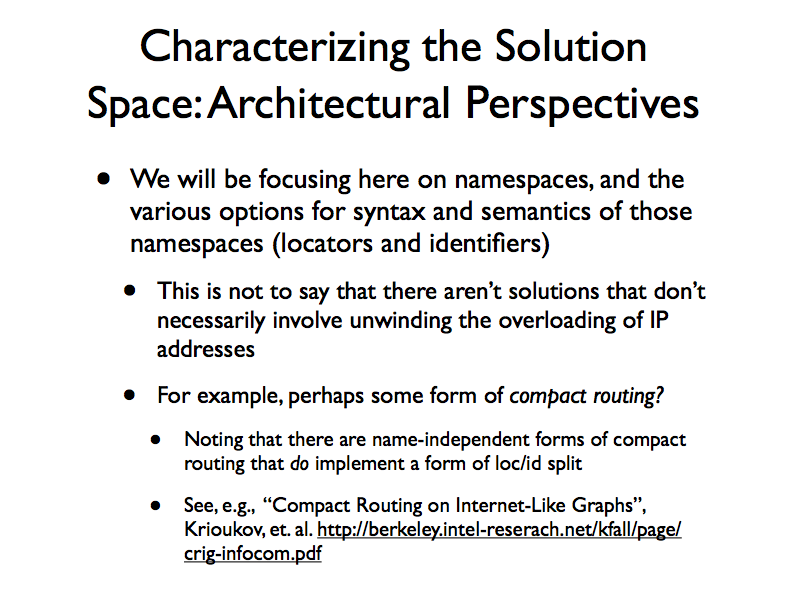 Characterizing the Solution
Space: Architectural Perspectives
• We will be focusing here on namespaces, and the
various options for syntax and semantics of those
namespaces (locators and identifiers)
• This is not to say that there aren’t solutions that don’t
necessarily involve unwinding the overloading of IP
addresses
• For example, perhaps some form of compact routing?
• Noting that there are name-independent forms of compact
routing that do implement a form of loc/id split
• See, e.g., “Compact Routing on Internet-Like Graphs”,
Krioukov, et. al. http://berkeley.intel-reserach.net/kfall/page/
crig-infocom.pdf